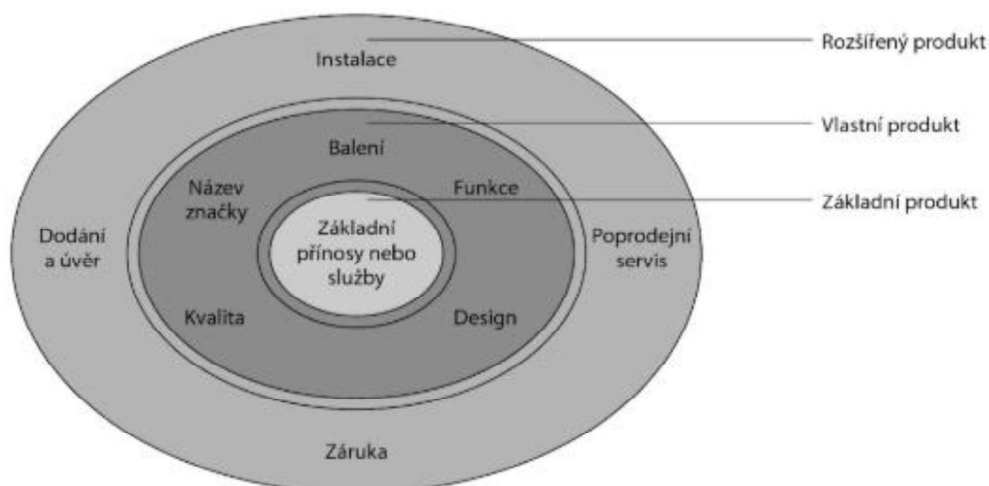 Rozšířený produkt
Instalace
Vlastní produkt
Balení
Název
značky
Funkce
Základní produkt
Základní
přínosy nebo
služby
Dodání
a úvěr
Poprodejní
servis
Kvalita
Design
Záruka